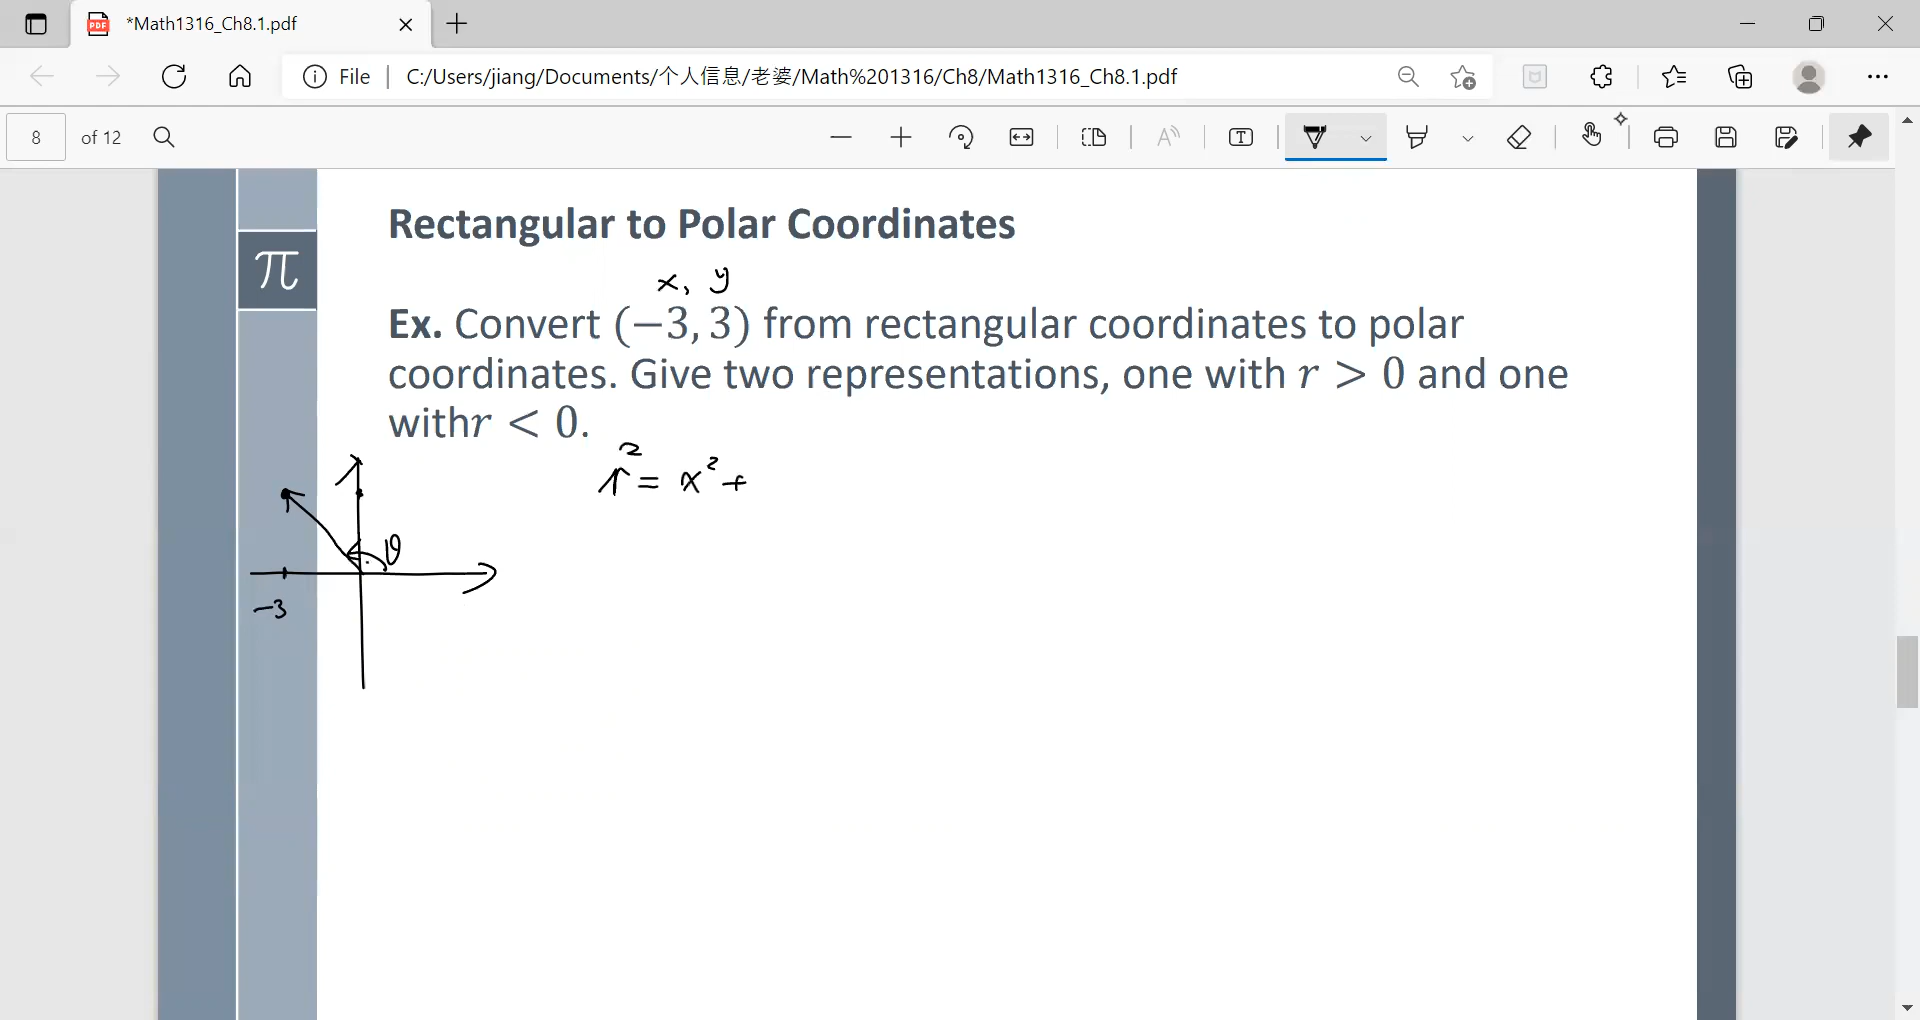 *Math1316_Ch8.1.pdf
File C:/Users/jiang/Documents/个人信息/老婆/Math%201316/Ch8/Math1316_Ch8.1.pdf
8 of 12
Rectangular to Polar Coordinates
π
x, y
Ex. Convert (−3, 3) from rectangular coordinates to polar
coordinates. Give two representations, one with r > 0 and one
withr < 0.
r² = x² +
θ
-3